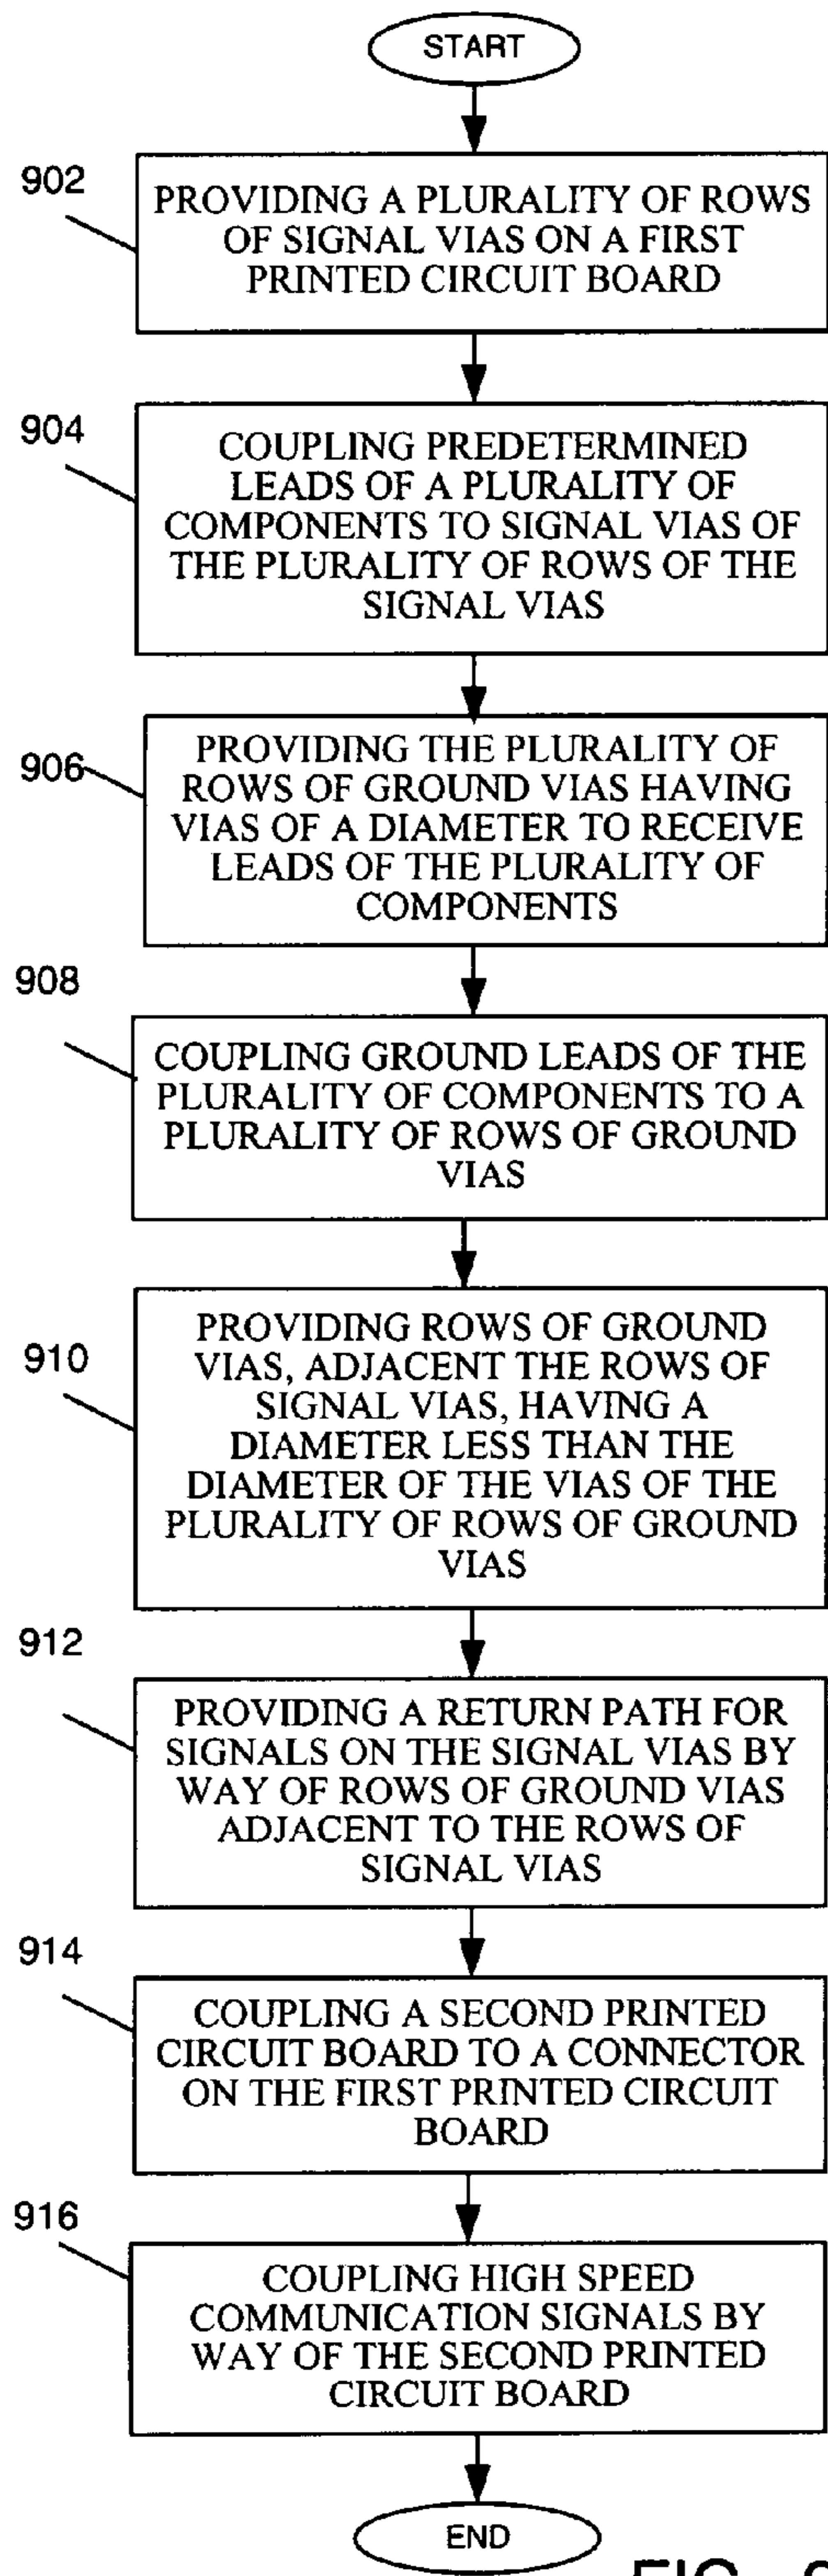 START
902
PROVIDING A PLURALITY OF ROWS
OF SIGNAL VIAS ON A FIRST
PRINTED CIRCUIT BOARD
904
COUPLING PREDETERMINED
LEADS OF A PLURALITY OF
COMPONENTS TO SIGNAL VIAS OF
THE PLURALITY OF ROWS OF THE
SIGNAL VIAS
906
PROVIDING THE PLURALITY OF
ROWS OF GROUND VIAS HAVING
VIAS OF A DIAMETER TO RECEIVE
LEADS OF THE PLURALITY OF
COMPONENTS
908
COUPLING GROUND LEADS OF THE
PLURALITY OF COMPONENTS TO A
PLURALITY OF ROWS OF GROUND
VIAS
910
PROVIDING ROWS OF GROUND
VIAS, ADJACENT THE ROWS OF
SIGNAL VIAS, HAVING A
DIAMETER LESS THAN THE
DIAMETER OF THE VIAS OF THE
PLURALITY OF ROWS OF GROUND
VIAS
912
PROVIDING A RETURN PATH FOR
SIGNALS ON THE SIGNAL VIAS BY
WAY OF ROWS OF GROUND VIAS
ADJACENT TO THE ROWS OF
SIGNAL VIAS
914
COUPLING A SECOND PRINTED
CIRCUIT BOARD TO A CONNECTOR
ON THE FIRST PRINTED CIRCUIT
BOARD
916
COUPLING HIGH SPEED
COMMUNICATION SIGNALS BY
WAY OF THE SECOND PRINTED
CIRCUIT BOARD
END